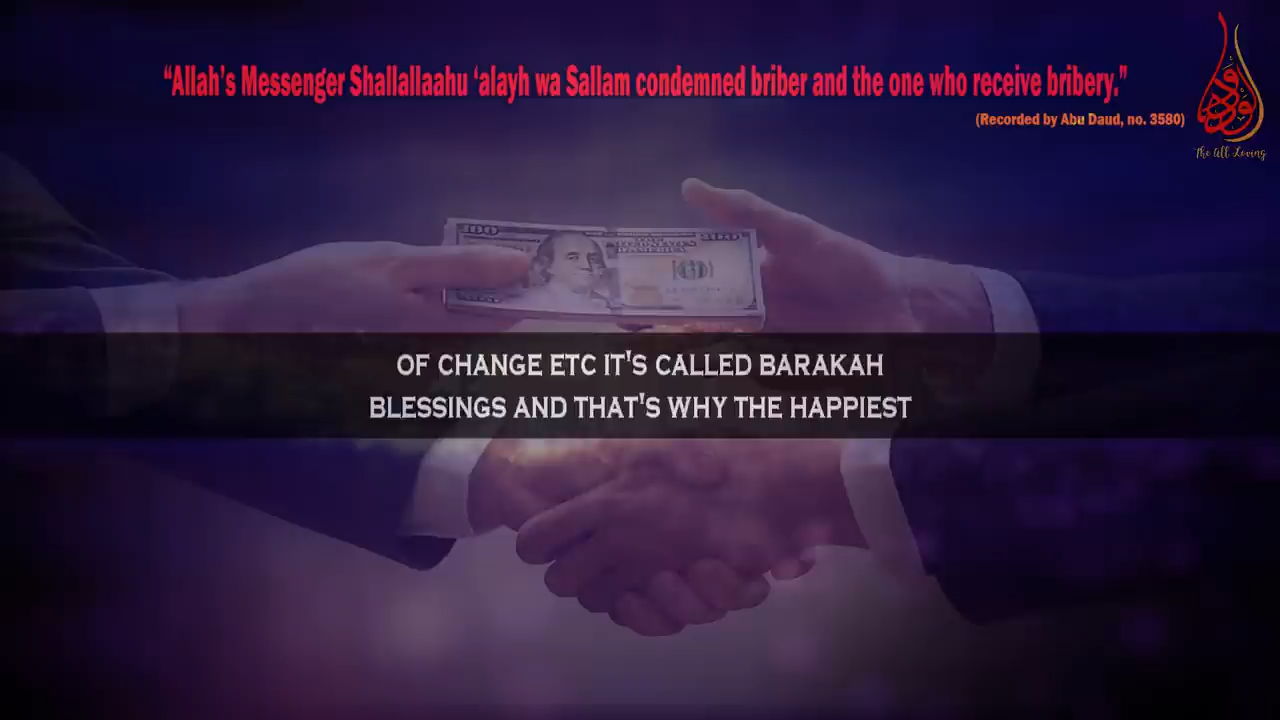 “Allah’s Messenger Shallallaahu ‘alayh wa Sallam condemned briber and the one who receive bribery.”
(Recorded by Abu Daud, no. 3580)
The All Loving
100
OF CHANGE ETC IT'S CALLED BARAKAH
BLESSINGS AND THAT'S WHY THE HAPPIEST